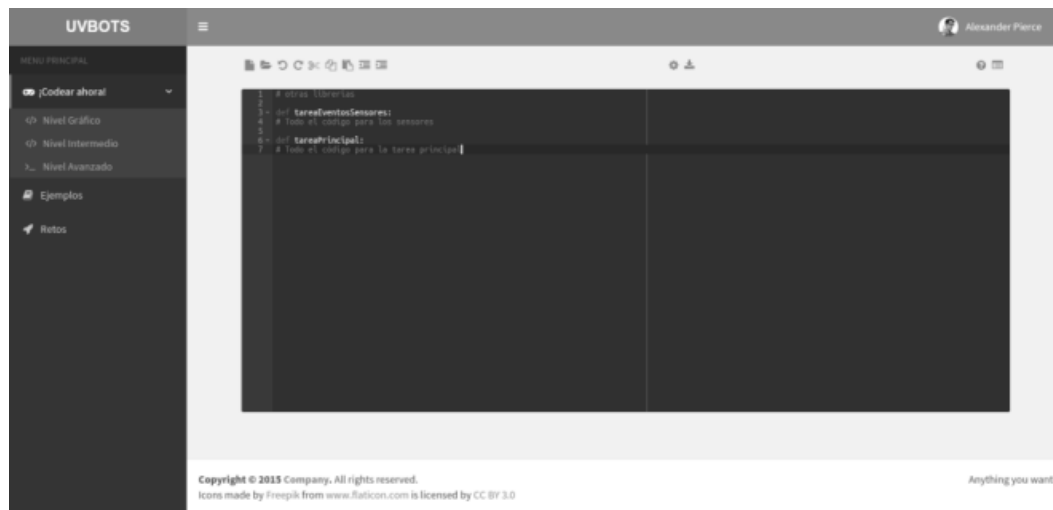 UVBOTS
Alexander Pierce
MENU PRINCIPAL
¡Codear ahora!
</> Nivel Gráfico
</> Nivel Intermedio
>_ Nivel Avanzado
Ejemplos
Retos
1 # otras librerias
2
3 def tareaEventosSensores:
4 # Todo el código para los sensores
5
6 def tareaPrincipal:
7 # Todo el código para la tarea principal
Copyright © 2015 Company. All rights reserved.
Anything you want
Icons made by Freepik from www.flaticon.com is licensed by CC BY 3.0